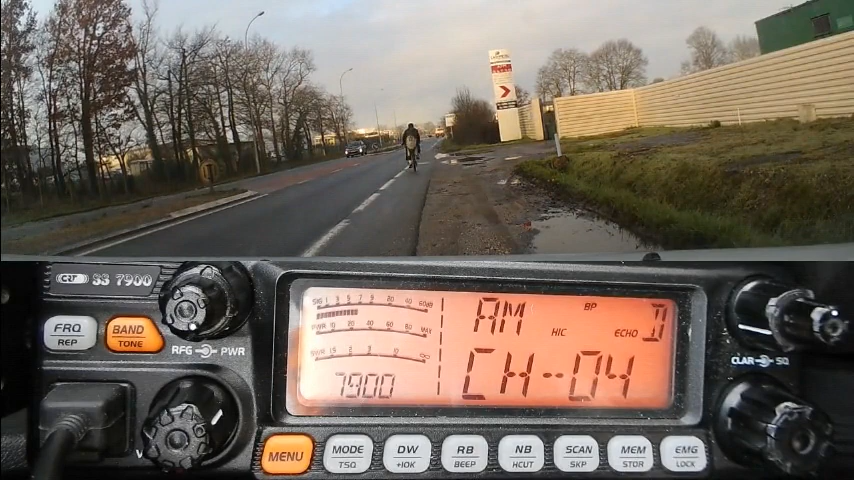 CRT SS 7900
FRQ
REP
BAND
TONE
RFG PWR
SIG 1 3 5 7 9 20 40 60dB
PWR 10 20 40 60 80 MAX
SWR 1.5 2 3 10 ∞
7900
AM
BP
HIC
ECHO
D
CH--04
CLAR SQ
V
MENU
MODE
TSQ
DW
+10K
RB
BEEP
NB
HCUT
SCAN
SKP
MEM
STOR
EMG
LOCK